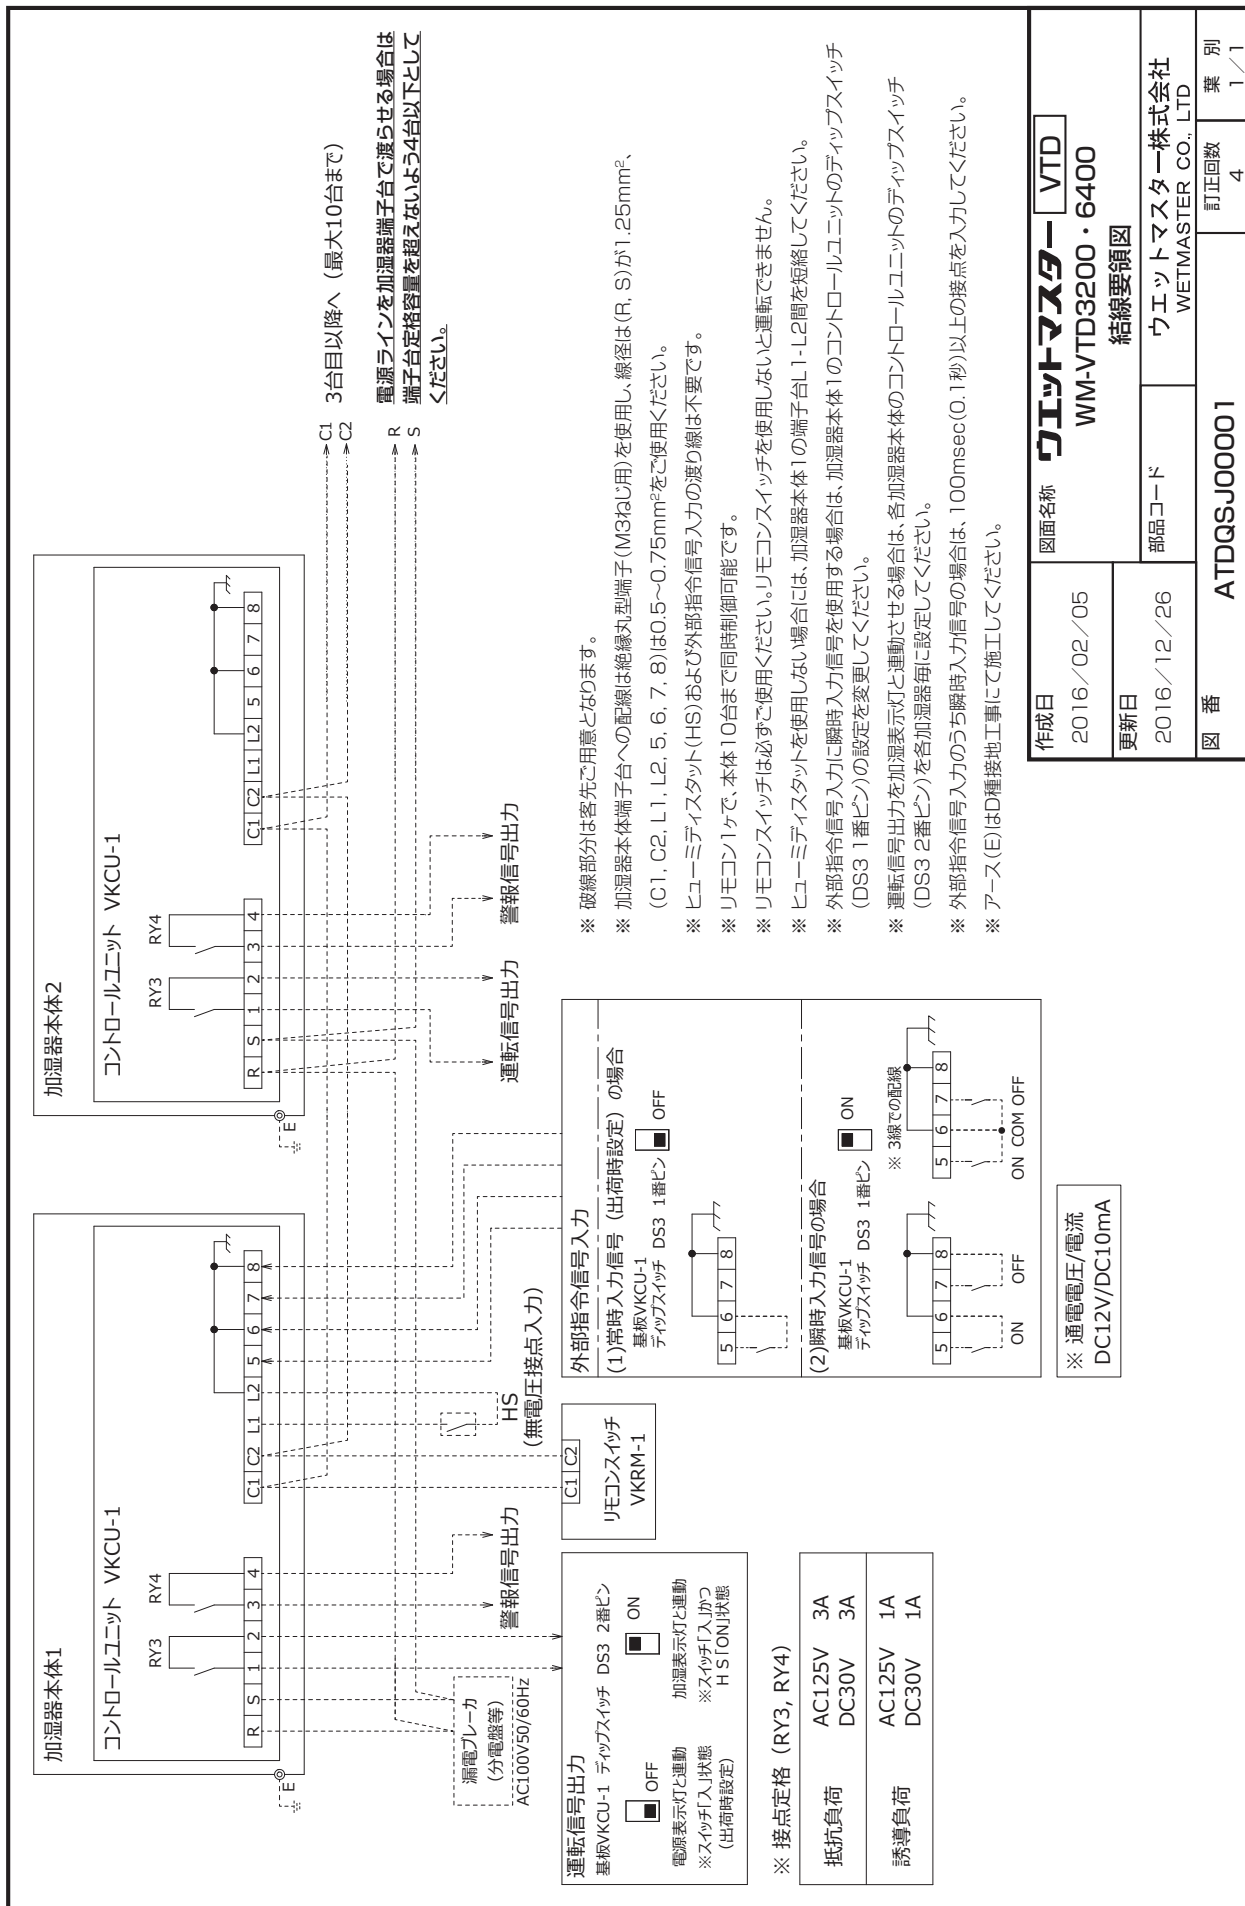 加湿器本体1
コントロールユニット VKCU-1
RY3
RY4
R S 1 2 3 4
C1 C2 L1 L2 5 6 7 8
E
漏電ブレーカ
(分電盤等)
AC100V50/60Hz
警報信号出力
HS
(無電圧接点入力)
加湿器本体2
コントロールユニット VKCU-1
RY3
RY4
R S 1 2 3 4
C1 C2 L1 L2 5 6 7 8
E
運転信号出力
警報信号出力
C1
C2
3台目以降へ(最大10台まで)
R
S
電源ラインを加湿器端子台で渡らせる場合は
端子台定格容量を超えないよう4台以下として
ください。
運転信号出力
基板VKCU-1 ディップスイッチ DS3 2番ピン
OFF
ON
電源表示灯と連動
※スイッチ「入」状態
(出荷時設定)
加湿表示灯と連動
※スイッチ「入」かつ
HS「ON」状態
C1 C2
リモコンスイッチ
VKRM-1
外部指令信号入力
(1)常時入力信号(出荷時設定)の場合
基板VKCU-1
ディップスイッチ DS3 1番ピン
OFF
5 6 7 8
(2)瞬時入力信号の場合
基板VKCU-1
ディップスイッチ DS3 1番ピン
ON
※ 3線での配線
5 6 7 8
ON OFF
5 6 7 8
ON COM OFF
※ 接点定格(RY3, RY4)
抵抗負荷 AC125V 3A
DC30V 3A
誘導負荷 AC125V 1A
DC30V 1A
※ 通電電圧/電流
DC12V/DC10mA
※ 破線部分は客先ご用意となります。
※ 加湿器本体端子台への配線は絶縁丸型端子(M3ねじ用)を使用し、線径は(R, S)が1.25mm²、
(C1, C2, L1, L2, 5, 6, 7, 8)は0.5~0.75mm²をご使用ください。
※ ヒューミディスタット(HS)および外部指令信号入力の渡り線は不要です。
※ リモコン1ヶで、本体10台まで同時制御可能です。
※ リモコンスイッチは必ずご使用ください。リモコンスイッチを使用しないと運転できません。
※ ヒューミディスタットを使用しない場合には、加湿器本体1の端子台L1-L2間を短絡してください。
※ 外部指令信号入力に瞬時入力信号を使用する場合は、加湿器本体1のコントロールユニットのディップスイッチ
(DS3 1番ピン)の設定を変更してください。
※ 運転信号出力を加湿表示灯と連動させる場合は、各加湿器本体のコントロールユニットのディップスイッチ
(DS3 2番ピン)を各加湿器毎に設定してください。
※ 外部指令信号入力のうち瞬時入力信号の場合は、100msec(0.1秒)以上の接点を入力してください。
※ アース(E)はD種接地工事にて施工してください。
作成日
2016/02/05
更新日
2016/12/26
図面名称
ウエットマスター VTD
WM-VTD3200・6400
結線要領図
部品コード
ウエットマスター株式会社
WETMASTER CO., LTD
図 番
ATDQSJ00001
訂正回数
4
葉 別
1/1